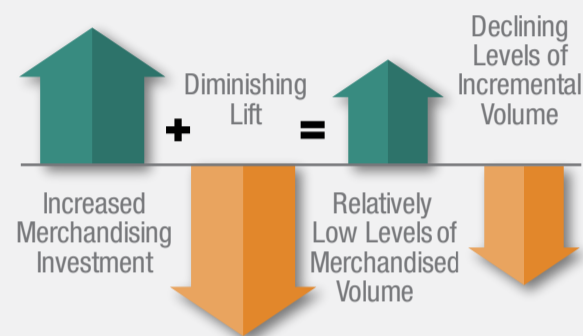 Increased
Merchandising
Investment
+
Diminishing
Lift
=
Relatively
Low Levels of
Merchandised
Volume
Declining
Levels of
Incremental
Volume